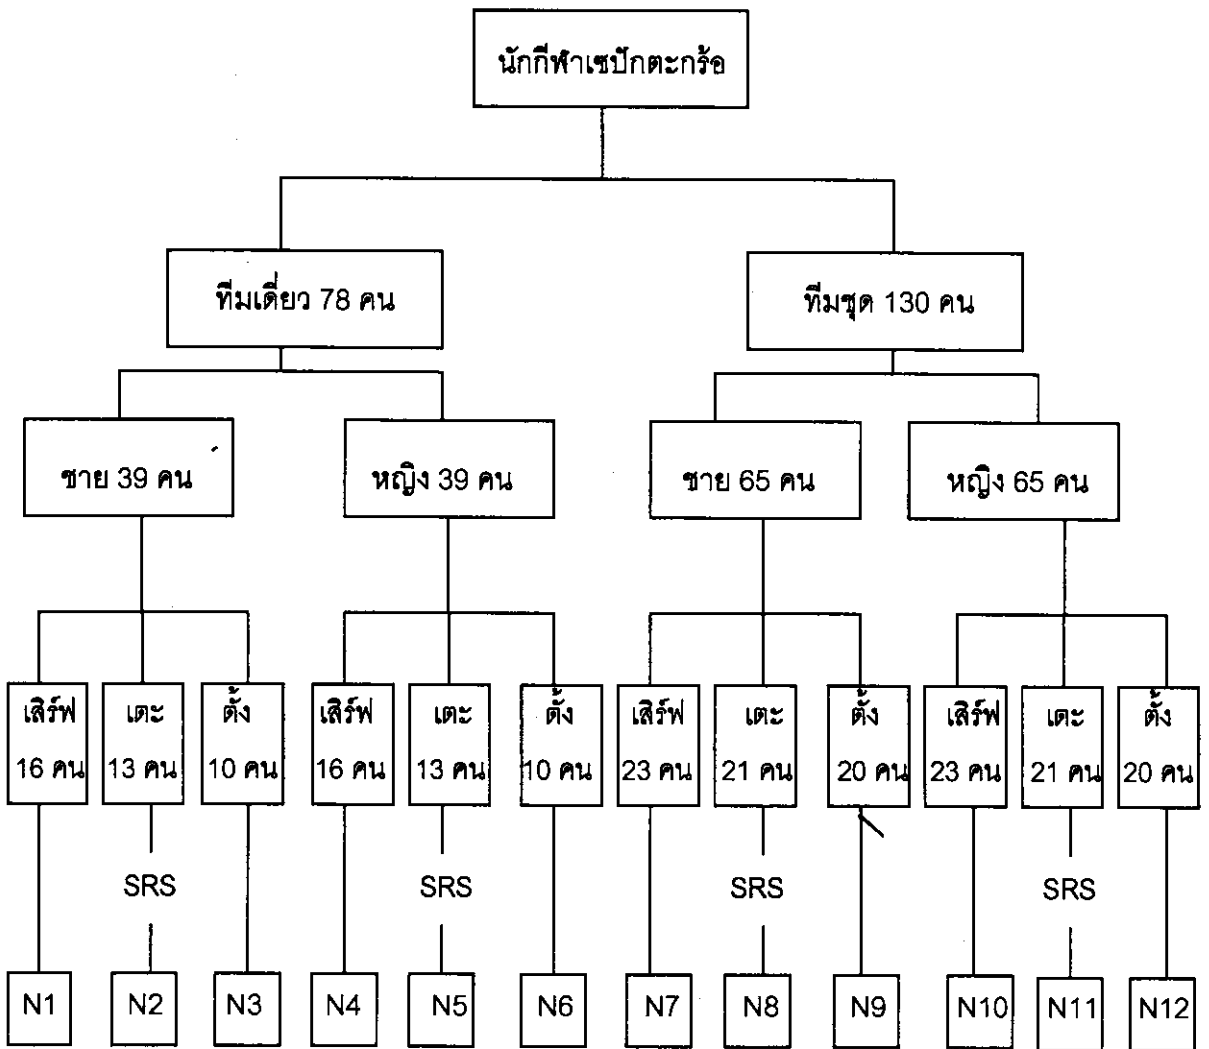 นักกีฬาเซปักตะกร้อ
ทีมเดี่ยว 78 คน
ทีมชุด 130 คน
ชาย 39 คน
หญิง 39 คน
ชาย 65 คน
หญิง 65 คน
เสิร์ฟ
16 คน
เตะ
13 คน
ตั้ง
10 คน
เสิร์ฟ
16 คน
เตะ
13 คน
ตั้ง
10 คน
เสิร์ฟ
23 คน
เตะ
21 คน
ตั้ง
20 คน
เสิร์ฟ
23 คน
เตะ
21 คน
ตั้ง
20 คน
SRS
SRS
SRS
SRS
N1
N2
N3
N4
N5
N6
N7
N8
N9
N10
N11
N12